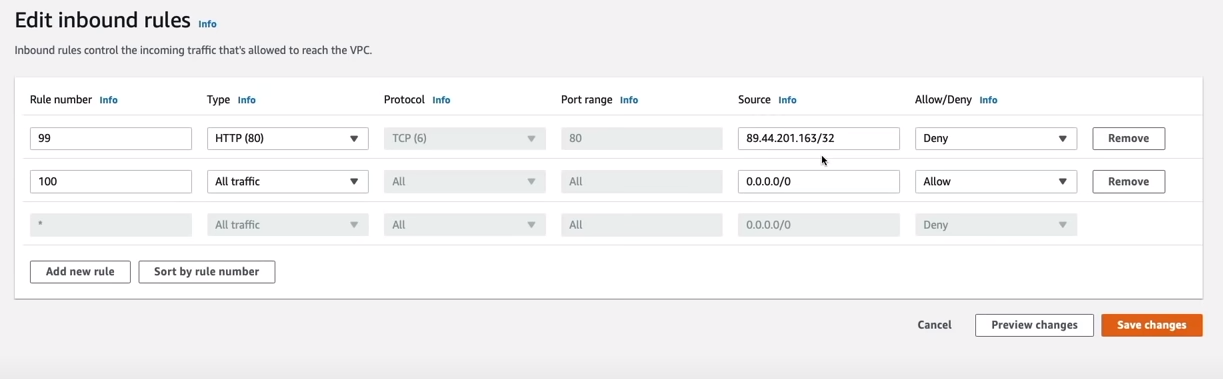 Edit inbound rules Info
Inbound rules control the incoming traffic that's allowed to reach the VPC.
Rule number Info Type Info Protocol Info Port range Info Source Info Allow/Deny Info
99 HTTP (80) TCP (6) 80 89.44.201.163/32 Deny Remove
100 All traffic All All 0.0.0.0/0 Allow Remove
* All traffic All All 0.0.0.0/0 Deny
Add new rule Sort by rule number
Cancel Preview changes Save changes